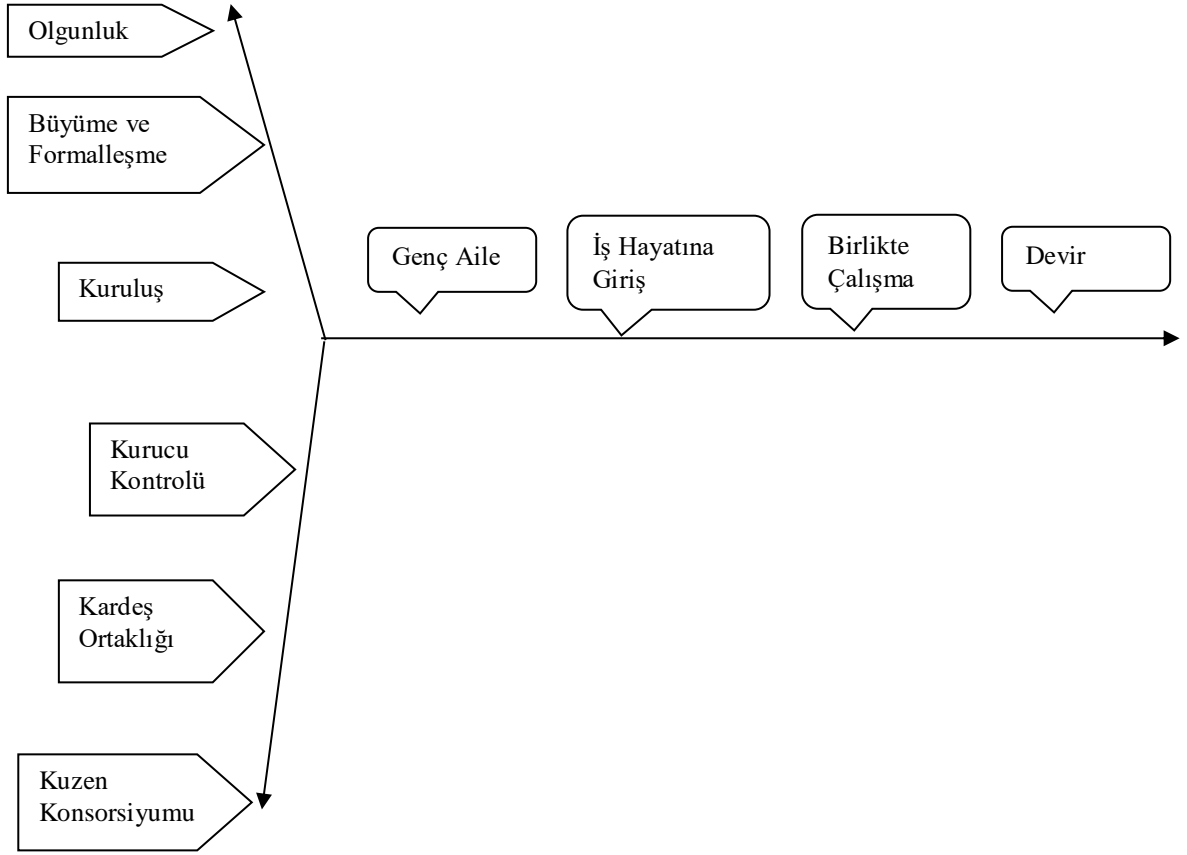 Olgunluk
Büyüme ve
Formalleşme
Kuruluş
Genç Aile
İş Hayatına
Giriş
Birlikte
Çalışma
Devir
Kurucu
Kontrolü
Kardeş
Ortaklığı
Kuzen
Konsorsiyumu